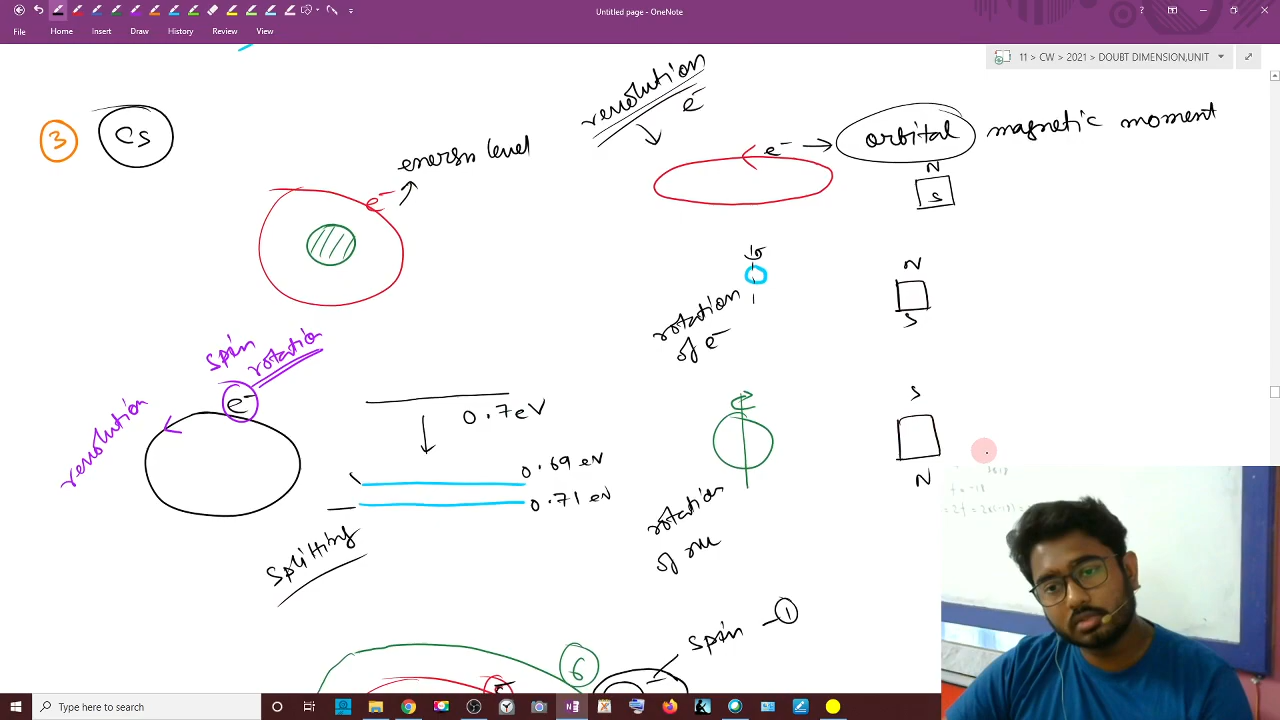 Untitled page - OneNote
File
Home
Insert
Draw
History
Review
View
11 > CW > 2021 > DOUBT DIMENSION,UNIT
3
Cs
energy level
e-
revolution
e-
e-
orbital
magnetic moment
N
S
N
S
rotation
of e-
spin
rotation
e-
revolution
0.7eV
0.69 eV
0.71 eV
splitting
S
N
rotation
of nu
6
spin - 1
e-
Type here to search